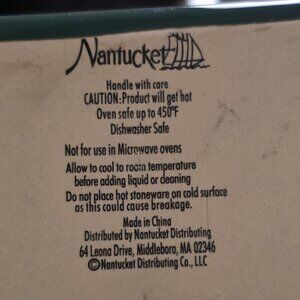 Nantucket
Handle with care
CAUTION: Product will get hot
Oven safe up to 450°F
Dishwasher Safe
Not for use in Microwave ovens
Allow to cool to room temperature
before adding liquid or cleaning
Do not place hot stoneware on cold surface
as this could cause breakage.
Made in China
Distributed by Nantucket Distributing
64 Leona Drive, Middleboro, MA 02346
©Nantucket Distributing Co., LLC